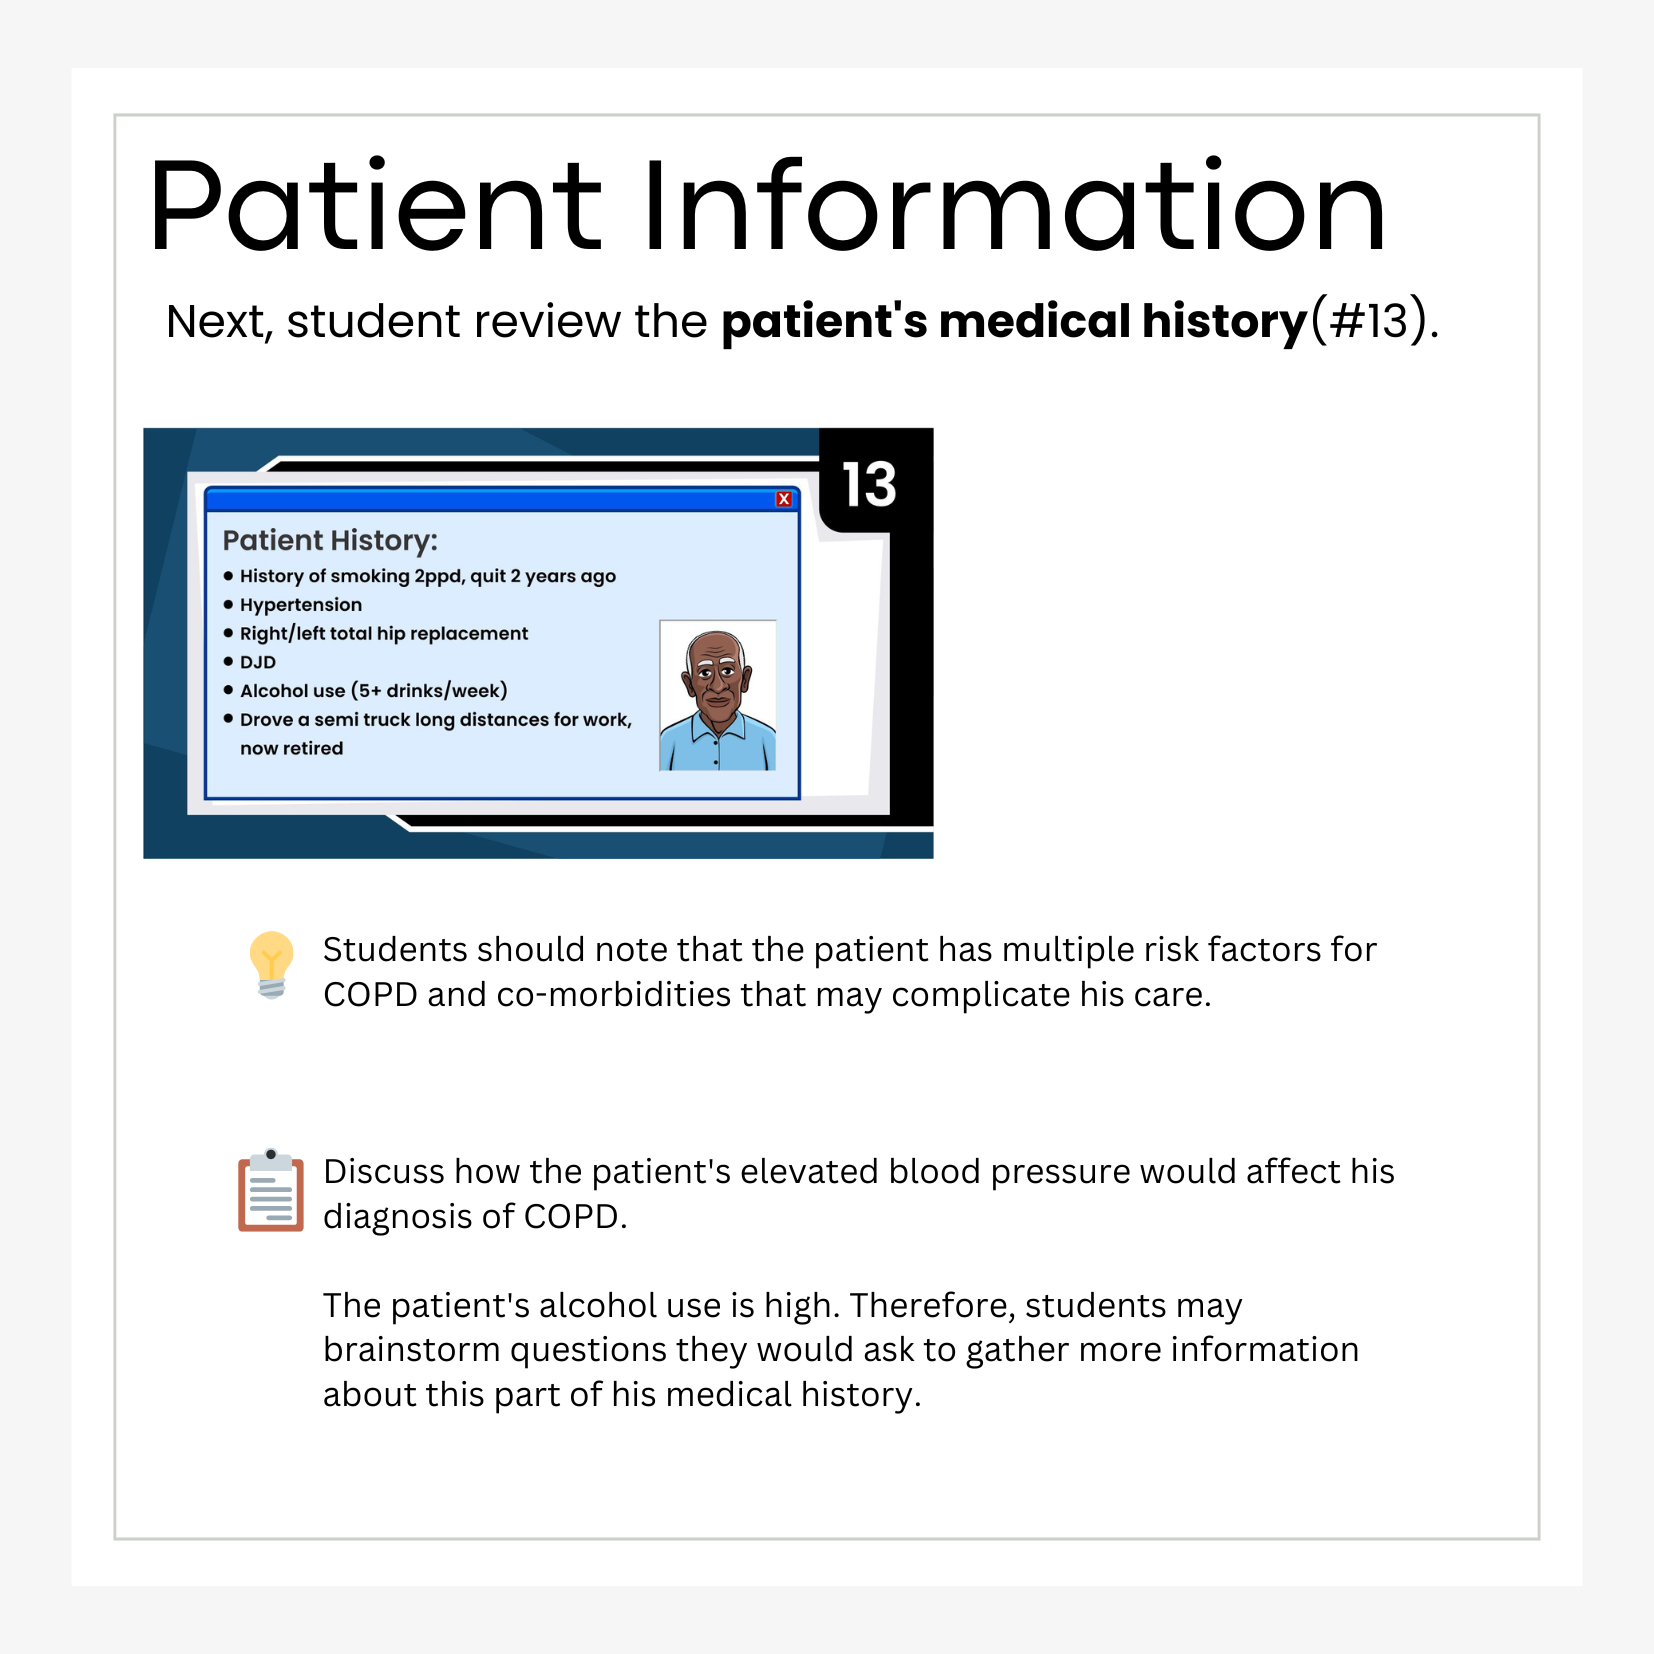 Patient Information
Next, student review the patient's medical history(#13).
13
X
Patient History:
● History of smoking 2ppd, quit 2 years ago
● Hypertension
● Right/left total hip replacement
● DJD
● Alcohol use (5+ drinks/week)
● Drove a semi truck long distances for work,
now retired
Students should note that the patient has multiple risk factors for
COPD and co-morbidities that may complicate his care.
Discuss how the patient's elevated blood pressure would affect his
diagnosis of COPD.
The patient's alcohol use is high. Therefore, students may
brainstorm questions they would ask to gather more information
about this part of his medical history.